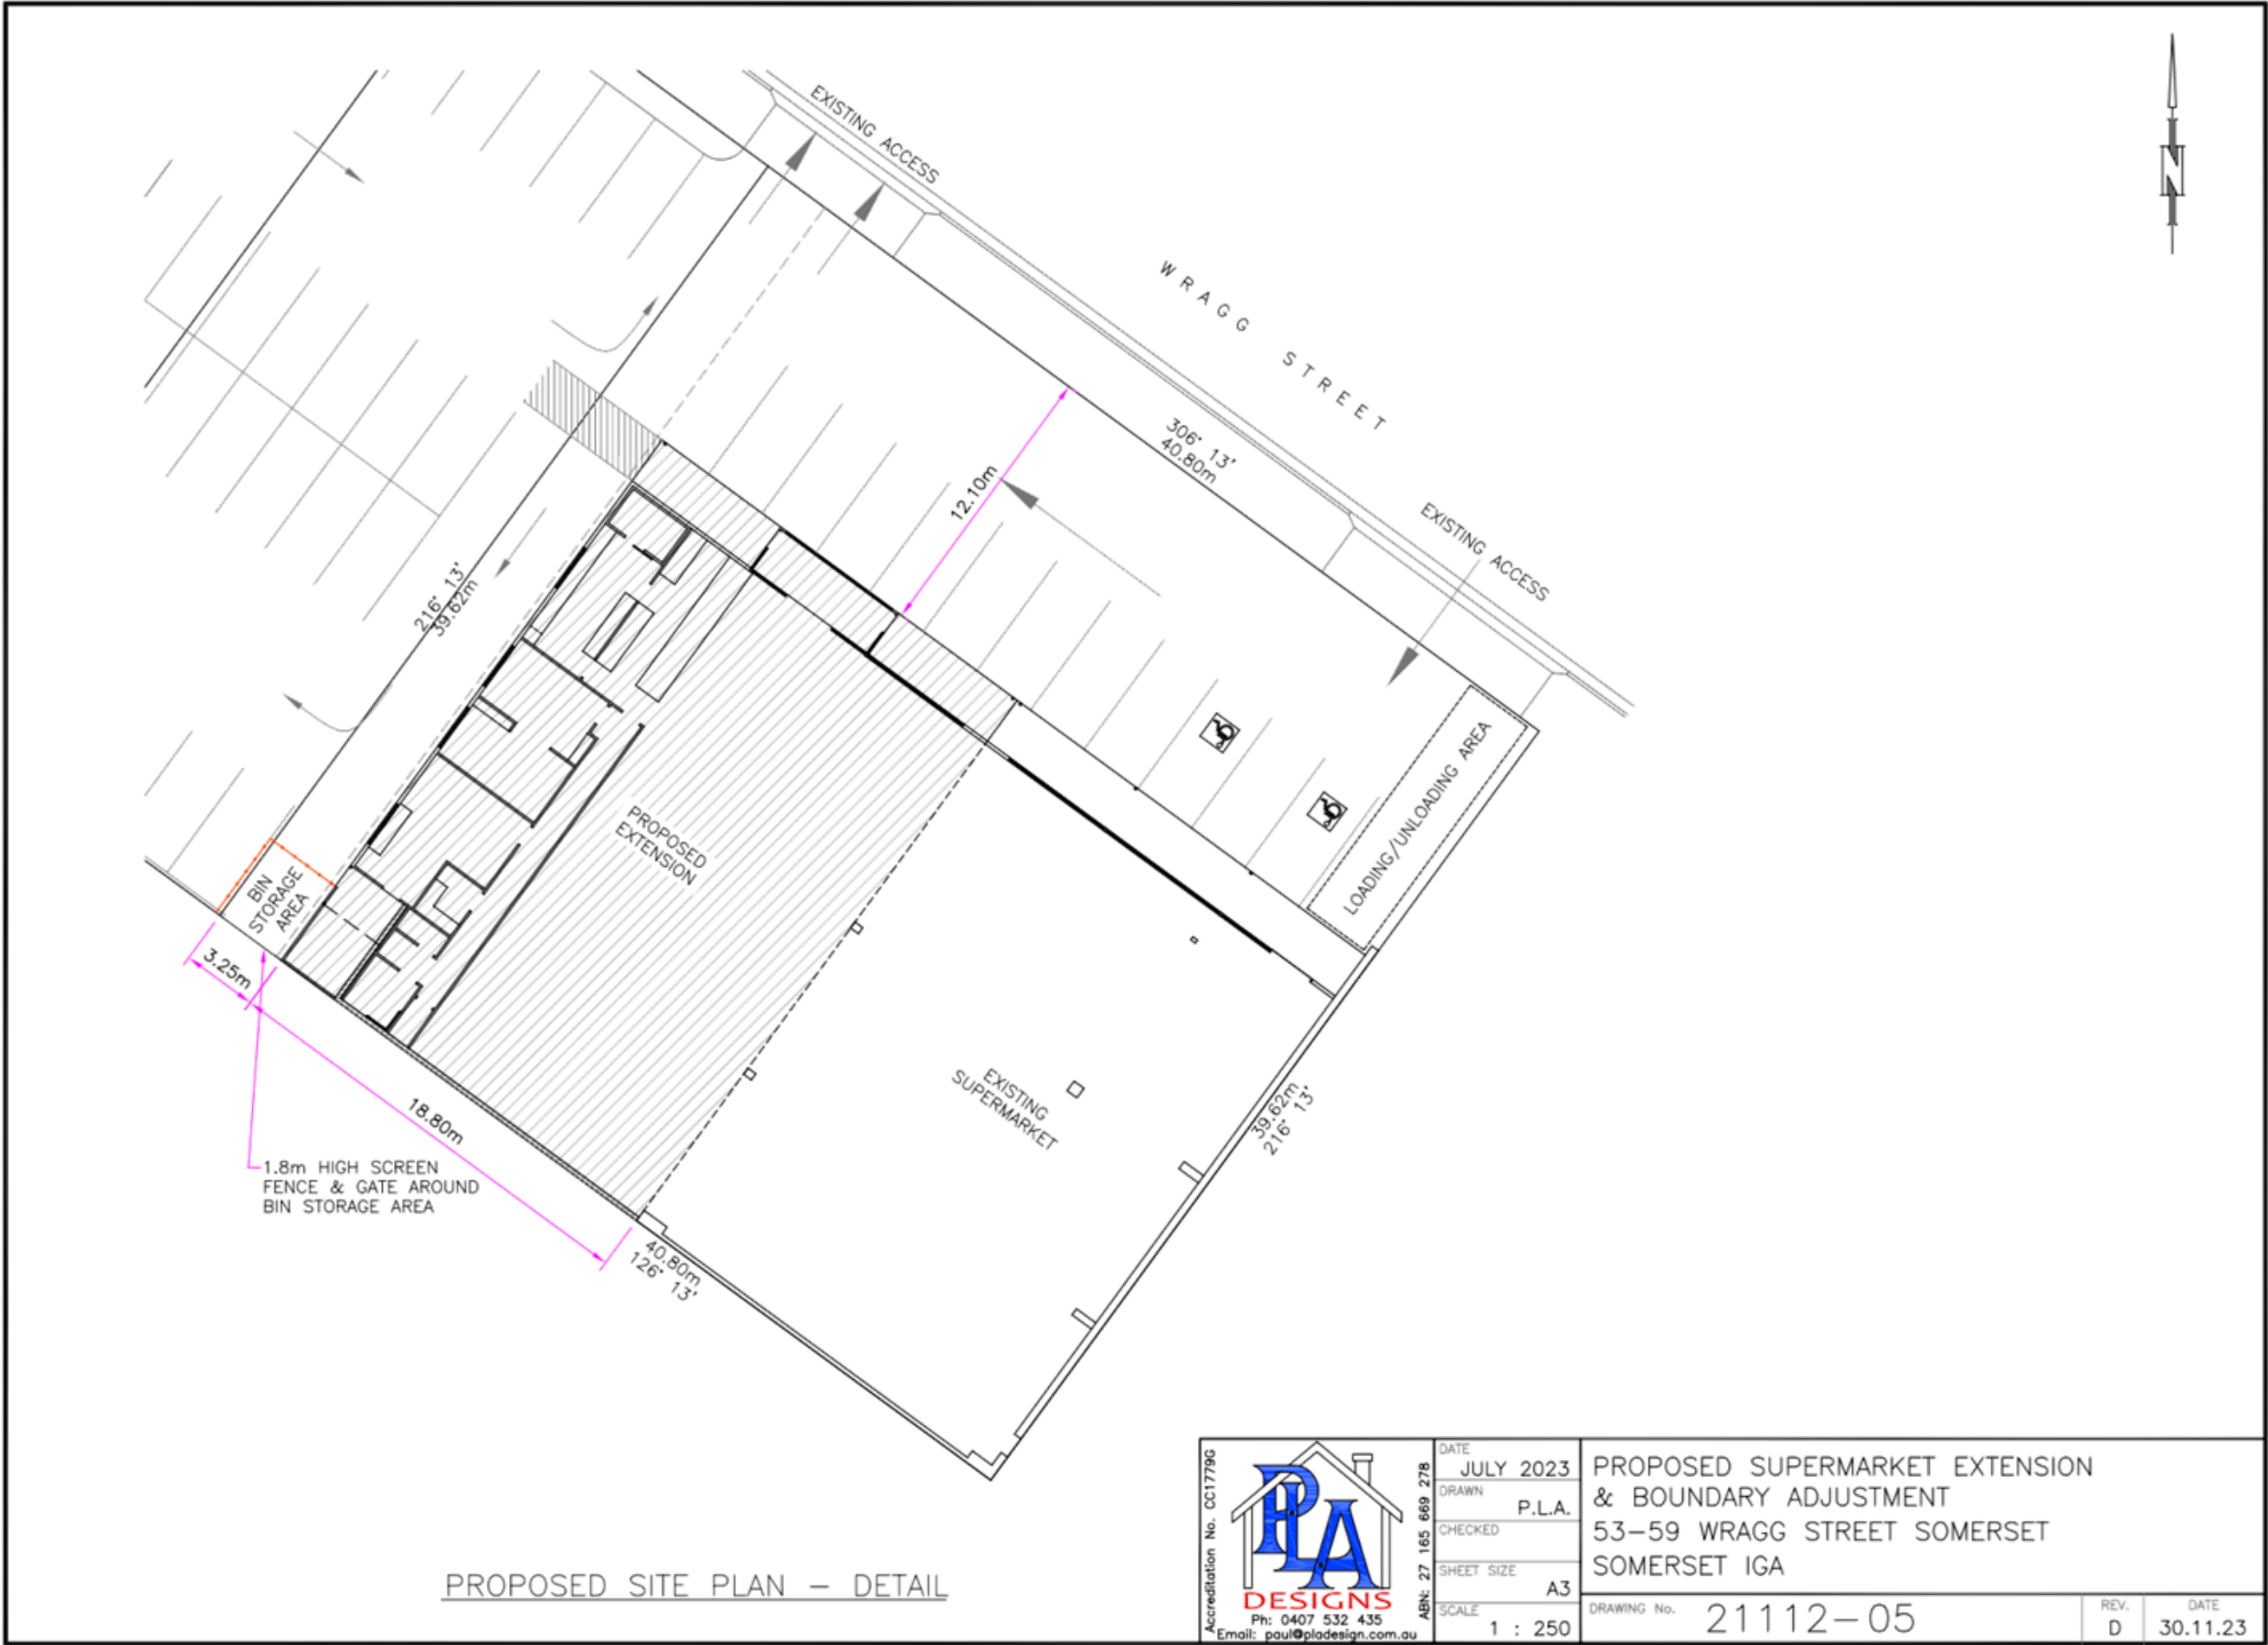 EXISTING ACCESS
N
WRAGG STREET
306° 13'
40.80m
12.10m
EXISTING ACCESS
216° 13'
39.62m
LOADING/UNLOADING AREA
PROPOSED
EXTENSION
BIN
STORAGE
AREA
3.25m
18.80m
EXISTING
SUPERMARKET
39.62m
216° 13'
1.8m HIGH SCREEN
FENCE & GATE AROUND
BIN STORAGE AREA
40.80m
126° 13'
PROPOSED SITE PLAN – DETAIL
Accreditation No. CC1779G
PLA
DESIGNS
Ph: 0407 532 435
Email: paul@pladesign.com.au
ABN: 27 165 669 278
DATE
JULY 2023
DRAWN
P.L.A.
CHECKED
SHEET SIZE
A3
SCALE
1 : 250
PROPOSED SUPERMARKET EXTENSION
& BOUNDARY ADJUSTMENT
53-59 WRAGG STREET SOMERSET
SOMERSET IGA
DRAWING No. 21112-05
REV.
D
DATE
30.11.23